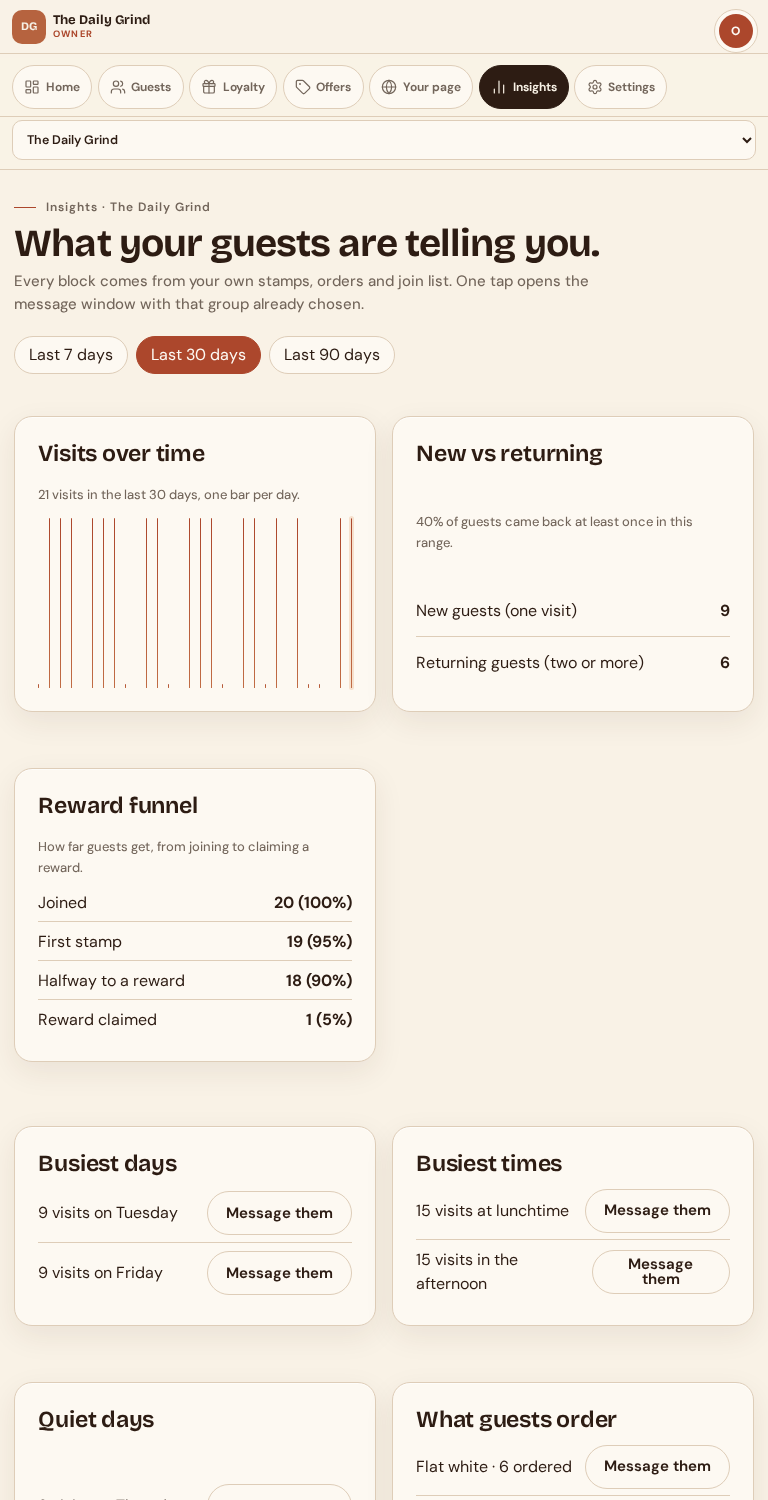 DG
The Daily Grind
OWNER
O
Home
Guests
Loyalty
Offers
Your page
Insights
Settings
The Daily Grind
Insights · The Daily Grind
What your guests are telling you.
Every block comes from your own stamps, orders and join list. One tap opens the
message window with that group already chosen.
Last 7 days
Last 30 days
Last 90 days
Visits over time
21 visits in the last 30 days, one bar per day.
New vs returning
40% of guests came back at least once in this
range.
New guests (one visit) 9
Returning guests (two or more) 6
Reward funnel
How far guests get, from joining to claiming a
reward.
Joined 20 (100%)
First stamp 19 (95%)
Halfway to a reward 18 (90%)
Reward claimed 1 (5%)
Busiest days
9 visits on Tuesday Message them
9 visits on Friday Message them
Busiest times
15 visits at lunchtime Message them
15 visits in the
afternoon
Message
them
Quiet days
What guests order
Flat white · 6 ordered Message them